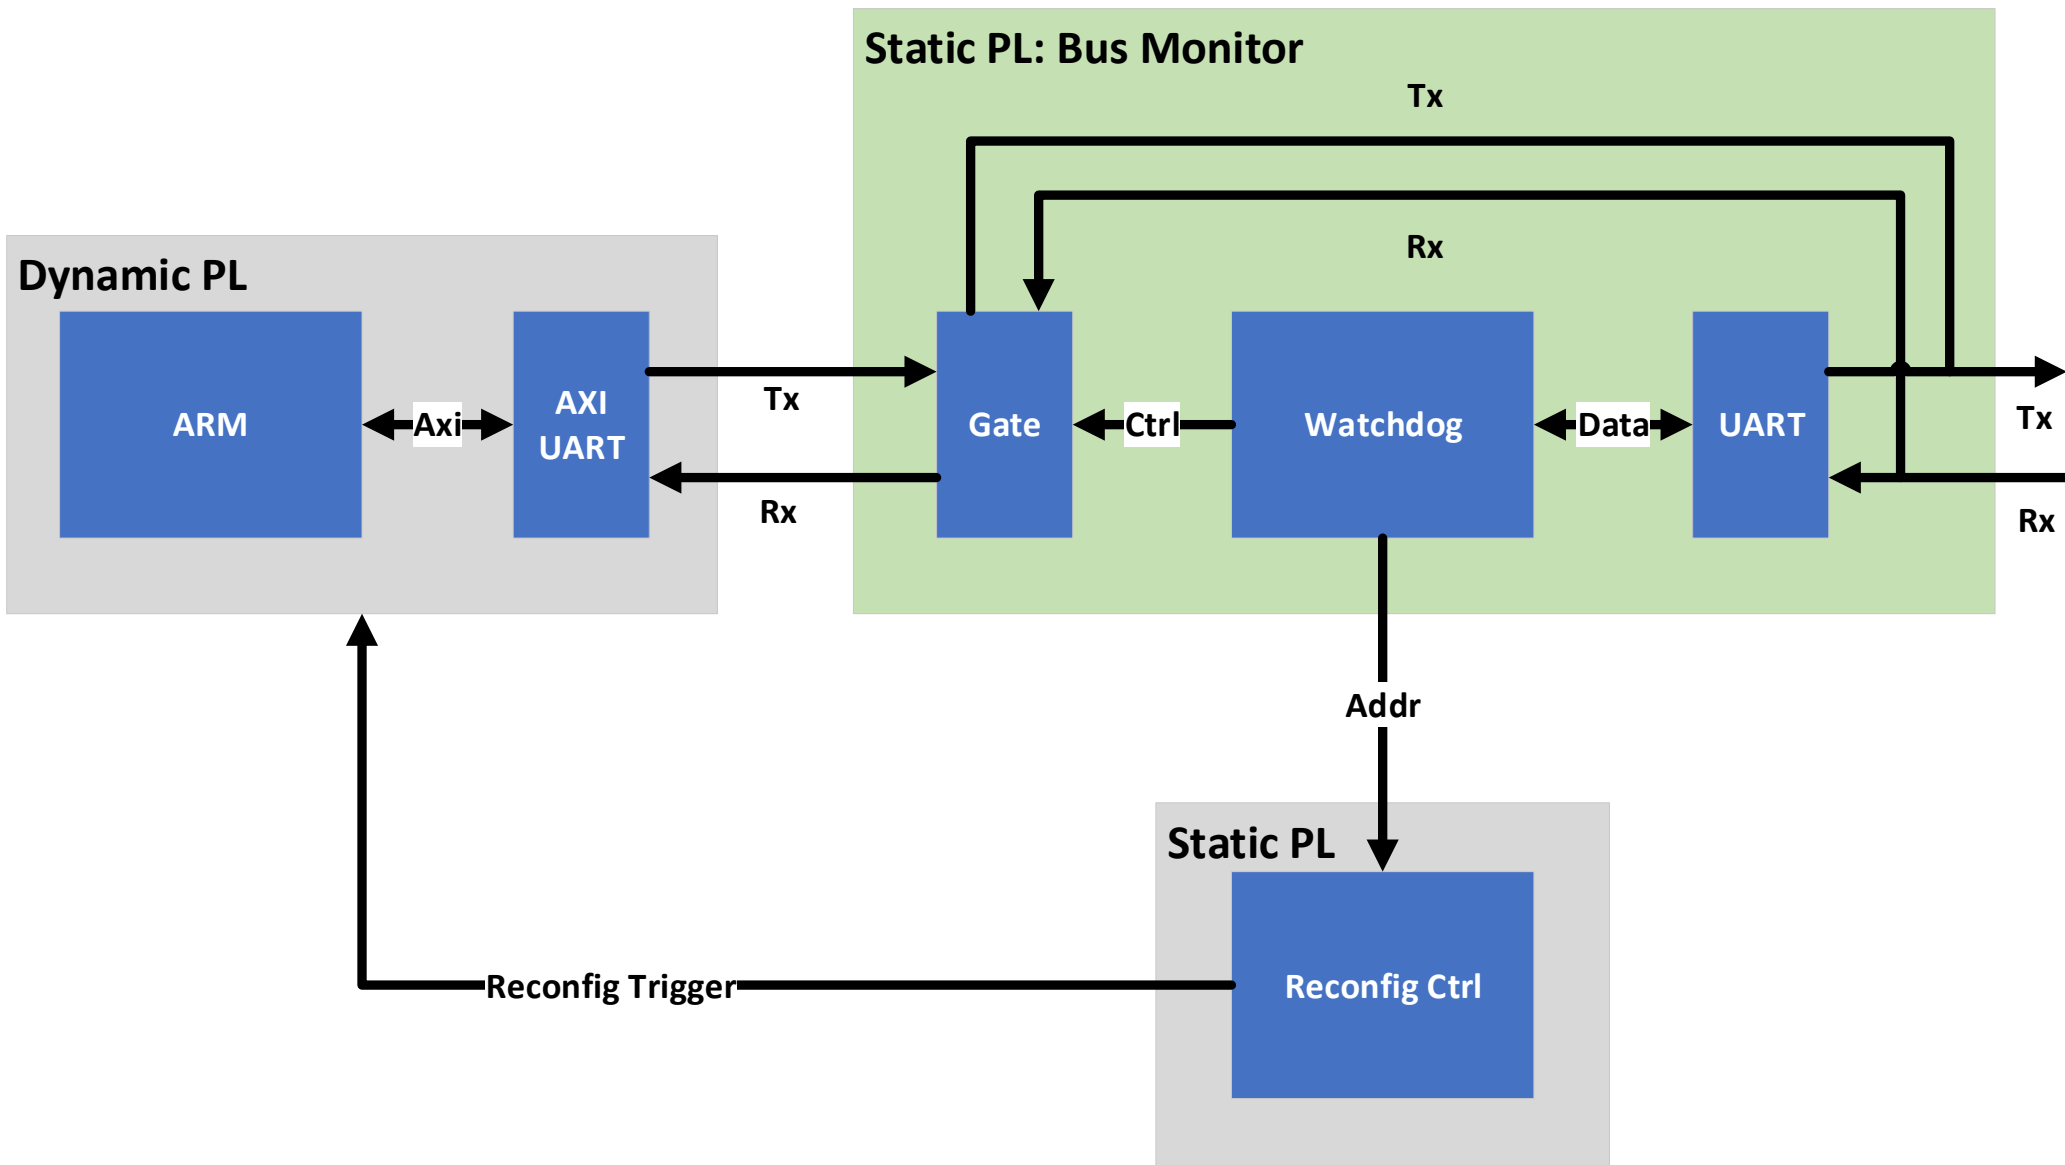 Static PL: Bus Monitor
Tx
Rx
Dynamic PL
ARM
Axi
AXI
UART
Tx
Rx
Gate
Ctrl
Watchdog
Data
UART
Tx
Rx
Addr
Static PL
Reconfig Trigger
Reconfig Ctrl